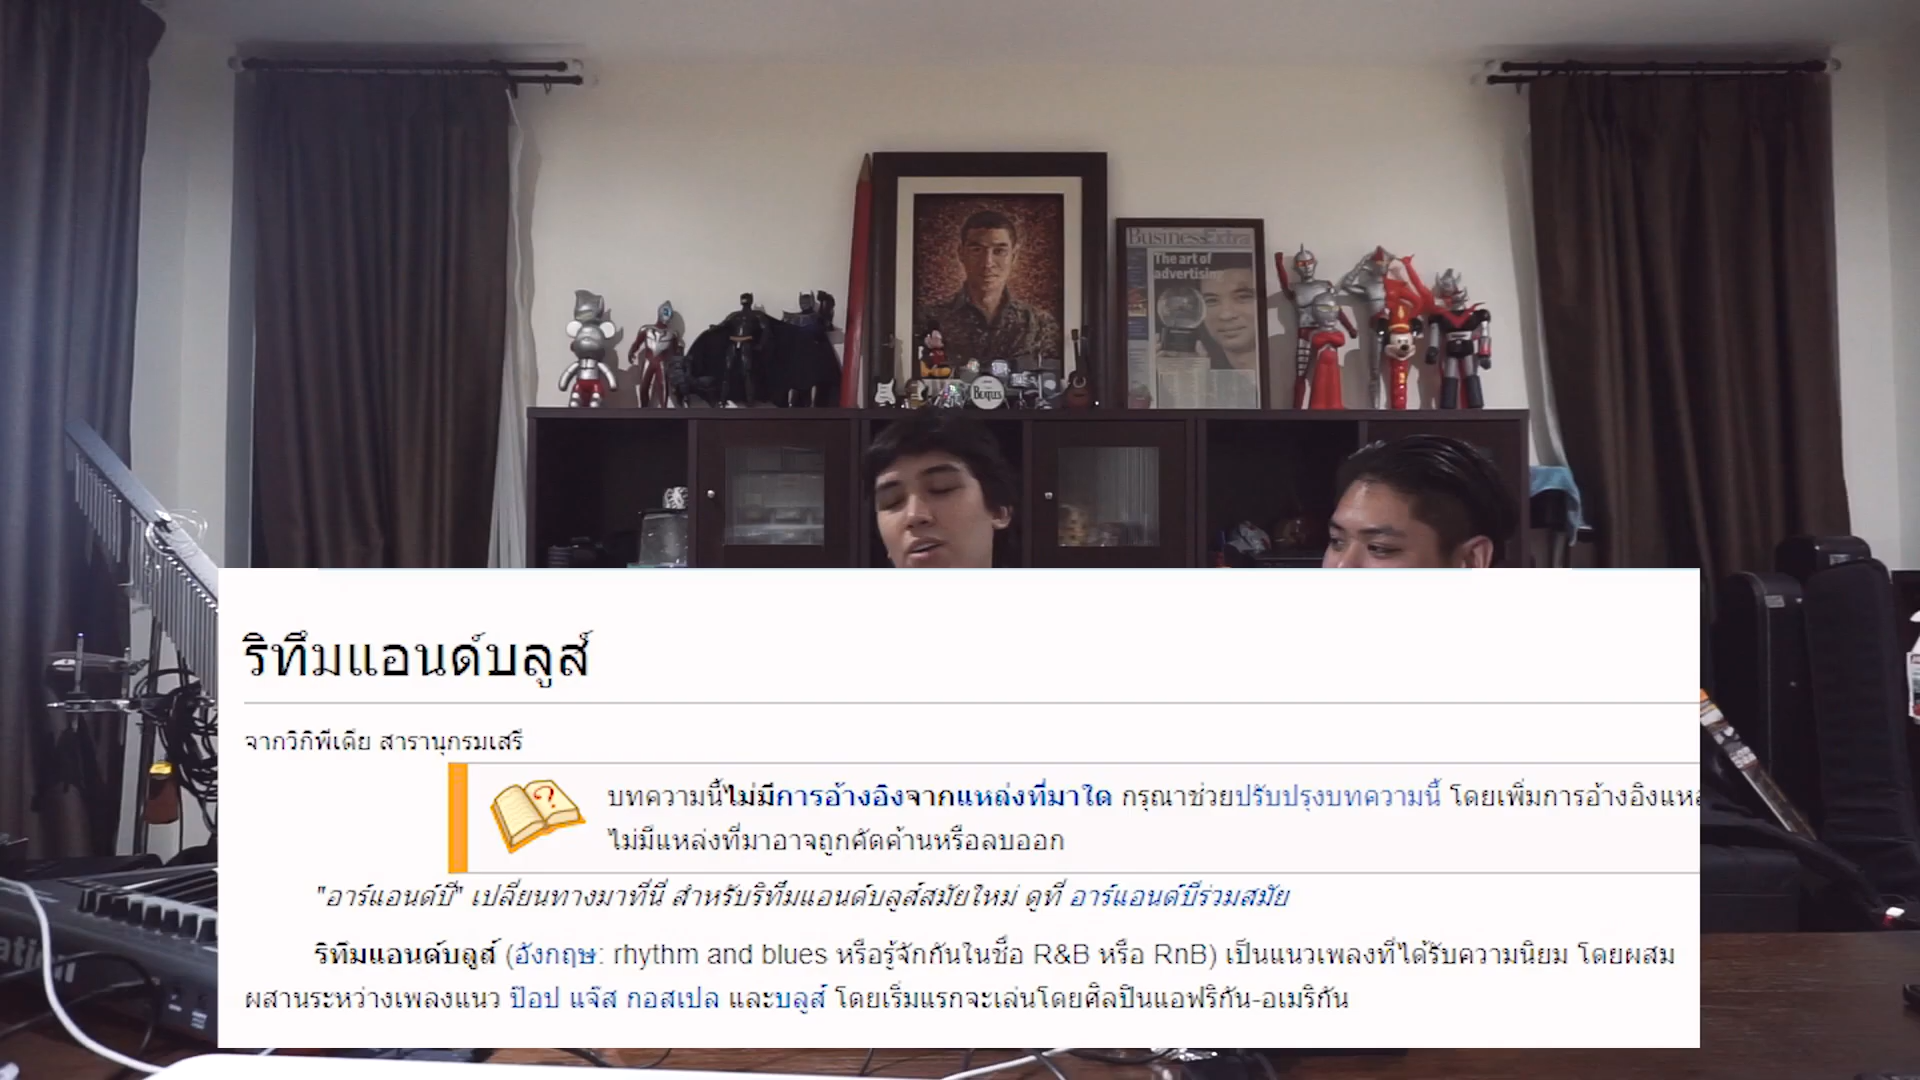 BusinessExtra
The art of
advertising
BEATLES
ริทึมแอนด์บลูส์
จากวิกิพีเดีย สารานุกรมเสรี
บทความนี้ไม่มีการอ้างอิงจากแหล่งที่มาใด กรุณาช่วยปรับปรุงบทความนี้ โดยเพิ่มการอ้างอิงแหล่
ไม่มีแหล่งที่มาอาจถูกคัดค้านหรือลบออก
"อาร์แอนด์บี" เปลี่ยนทางมาที่นี่ สำหรับริทึมแอนด์บลูส์สมัยใหม่ ดูที่ อาร์แอนด์บีร่วมสมัย
ริทึมแอนด์บลูส์ (อังกฤษ: rhythm and blues หรือรู้จักกันในชื่อ R&B หรือ RnB) เป็นแนวเพลงที่ได้รับความนิยม โดยผสม
ผสานระหว่างเพลงแนว ป๊อป แจ๊ส กอสเปล และบลูส์ โดยเริ่มแรกจะเล่นโดยศิลปินแอฟริกัน-อเมริกัน